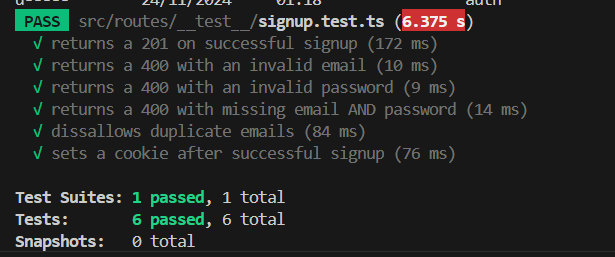 24/11/2024 01:18 auth
PASS src/routes/__test__/signup.test.ts (6.375 s)
√ returns a 201 on successful signup (172 ms)
√ returns a 400 with an invalid email (10 ms)
√ returns a 400 with an invalid password (9 ms)
√ returns a 400 with missing email AND password (14 ms)
√ dissallows duplicate emails (84 ms)
√ sets a cookie after successful signup (76 ms)
Test Suites: 1 passed, 1 total
Tests: 6 passed, 6 total
Snapshots: 0 total